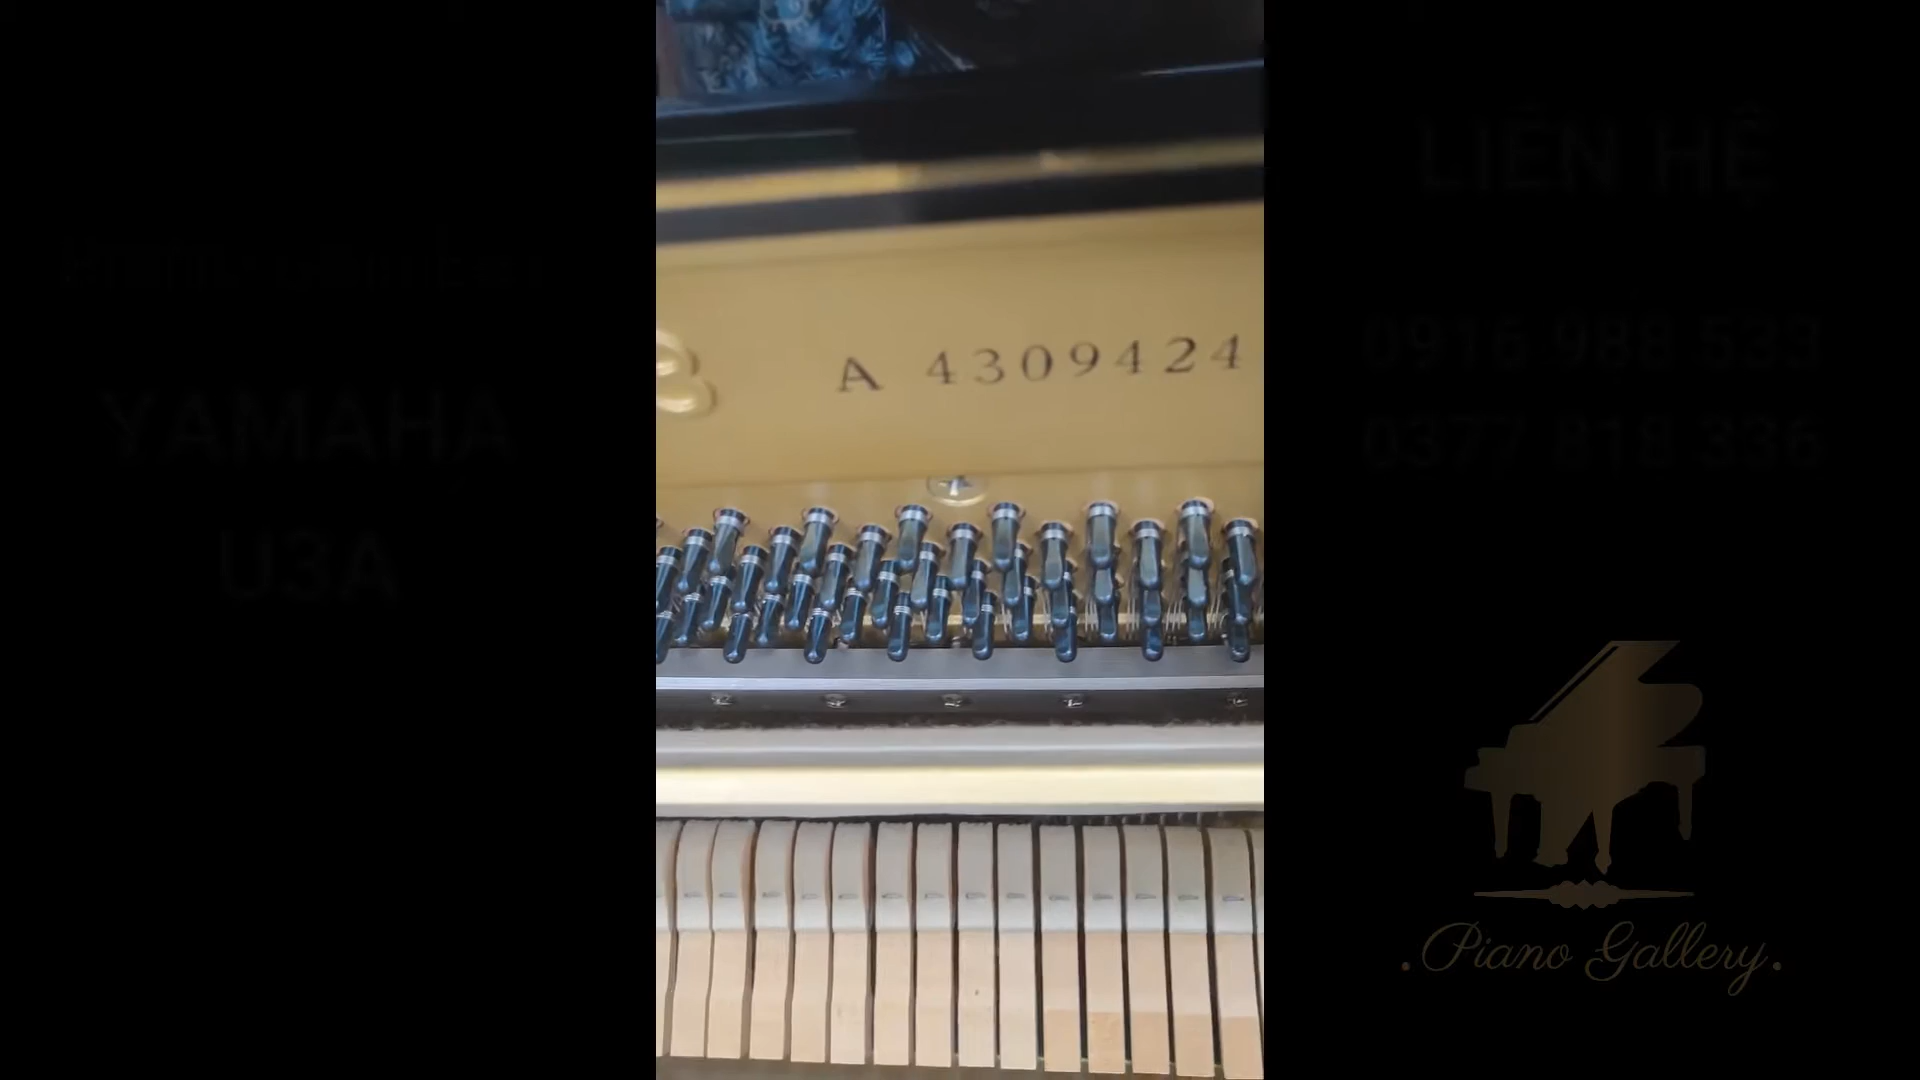 YAMAHA
U3A
A 4309424
LIÊN HỆ
0916 988 539
0377 818 336
. Piano Gallery .